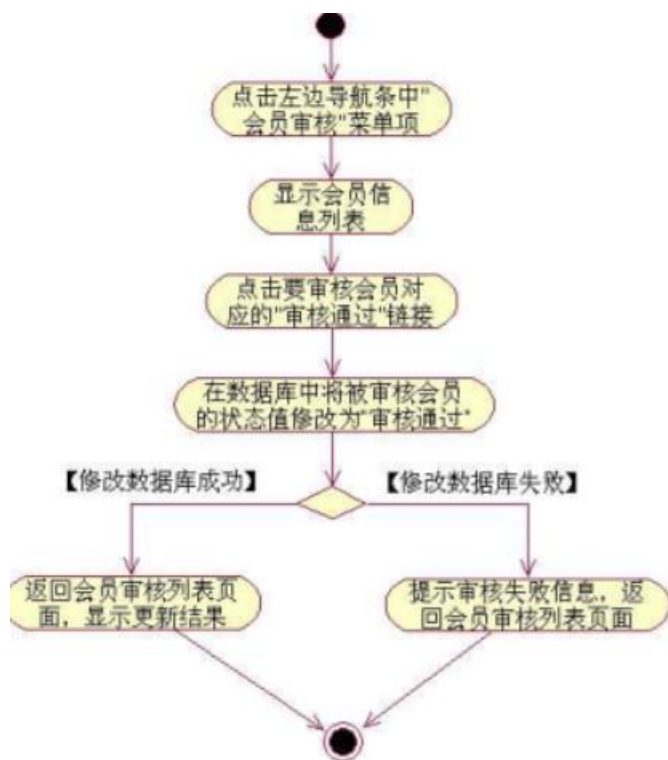 点击左边导航条中"
会员审核"菜单项
显示会员信
息列表
点击要审核会员对
应的"审核通过"链接
在数据库中将被审核会员
的状态值修改为"审核通过"
【修改数据库成功】
【修改数据库失败】
返回会员审核列表页
面，显示更新结果
提示审核失败信息，返
回会员审核列表页面